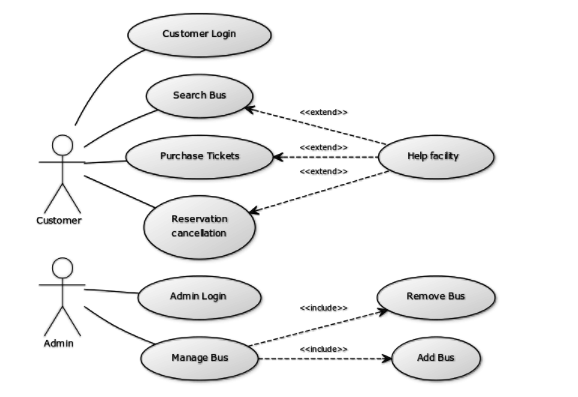 Customer Login
Search Bus
<<extend>>
Purchase Tickets
<<extend>>
Help facility
<<extend>>
Customer
Reservation
cancellation
Admin Login
Remove Bus
<<include>>
Admin
Manage Bus
<<include>>
Add Bus